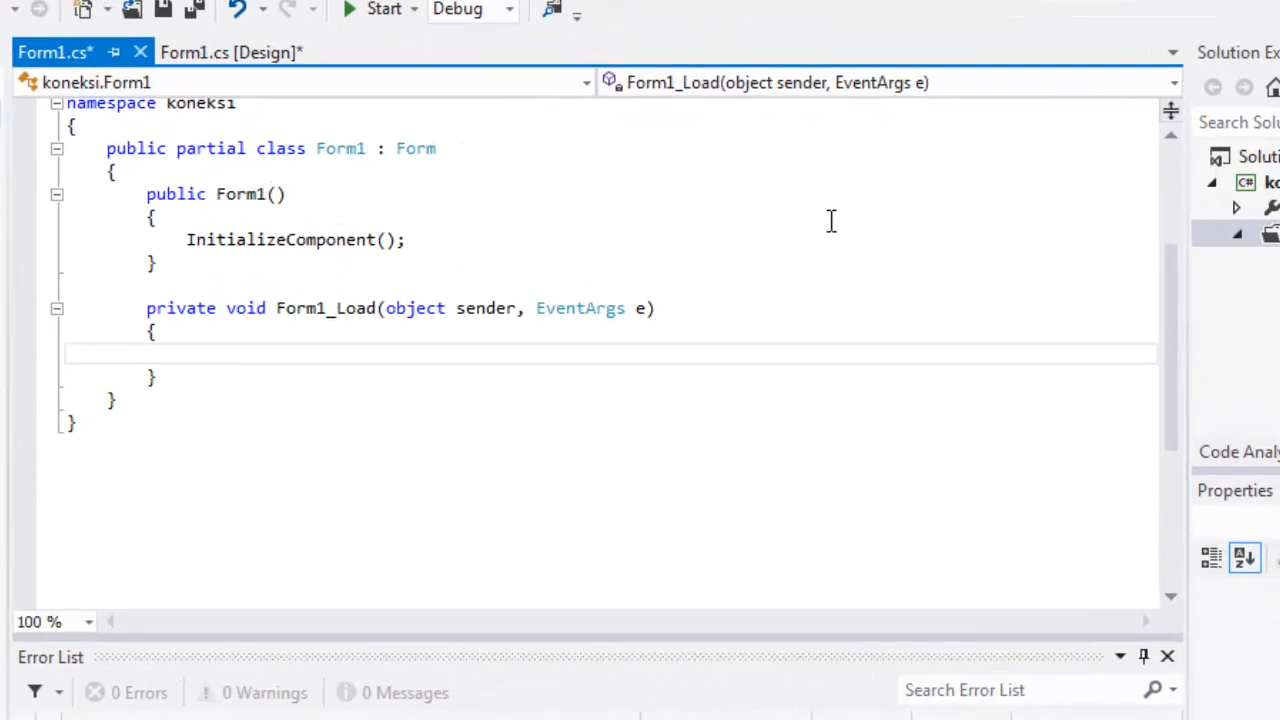 Start Debug
Form1.cs* Form1.cs [Design]* Solution Ex
koneksi.Form1 Form1_Load(object sender, EventArgs e)
namespace koneksi
{
public partial class Form1 : Form
{
public Form1()
{
InitializeComponent();
}
private void Form1_Load(object sender, EventArgs e)
{
}
}
}
Search Solu
Soluti
C# ko
Code Analy
Properties
100 %
Error List
0 Errors 0 Warnings 0 Messages Search Error List